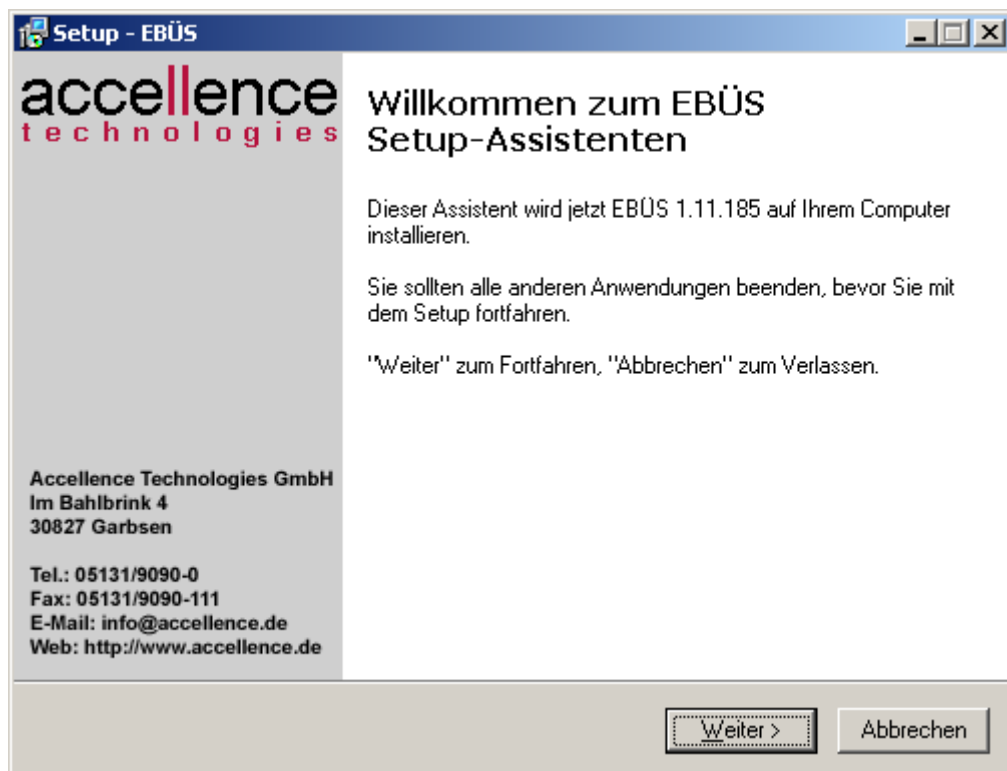 Setup - EBÜS
accellence
technologies
Willkommen zum EBÜS
Setup-Assistenten
Dieser Assistent wird jetzt EBÜS 1.11.185 auf Ihrem Computer
installieren.
Sie sollten alle anderen Anwendungen beenden, bevor Sie mit
dem Setup fortfahren.
"Weiter" zum Fortfahren, "Abbrechen" zum Verlassen.
Accellence Technologies GmbH
Im Bahlbrink 4
30827 Garbsen
Tel.: 05131/9090-0
Fax: 05131/9090-111
E-Mail: info@accellence.de
Web: http://www.accellence.de
Weiter >
Abbrechen